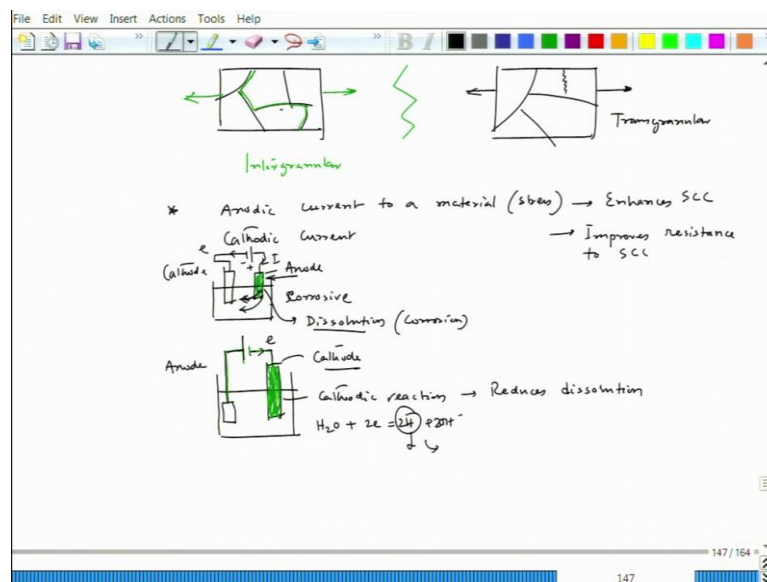 File Edit View Insert Actions Tools Help
B I
Transgranular
Intergrannular
* Anodic current to a material (stress) → Enhances SCC
Cathodic Current → Improves resistance
to SCC
e
- + I
Cathode Anode
Corrosive
Dissolution (corrosion)
e
Anode Cathode
Cathodic reaction → Reduces dissolution
H2O + 2e = 2H + 2OH-
147 / 164
147